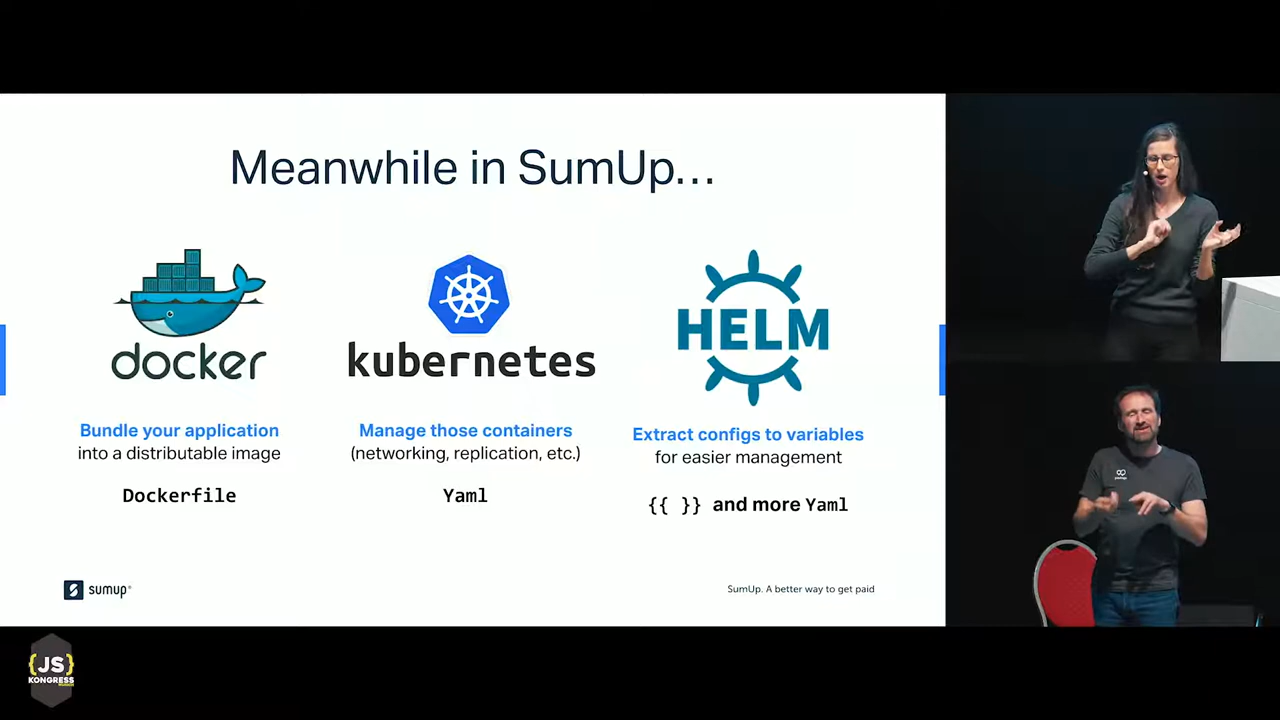 Meanwhile in SumUp...
docker
kubernetes
HELM
Bundle your application
into a distributable image
Dockerfile
Manage those containers
(networking, replication, etc.)
Yaml
Extract configs to variables
for easier management
{{ }} and more Yaml
sumup®
SumUp. A better way to get paid
{JS}
KONGRESS